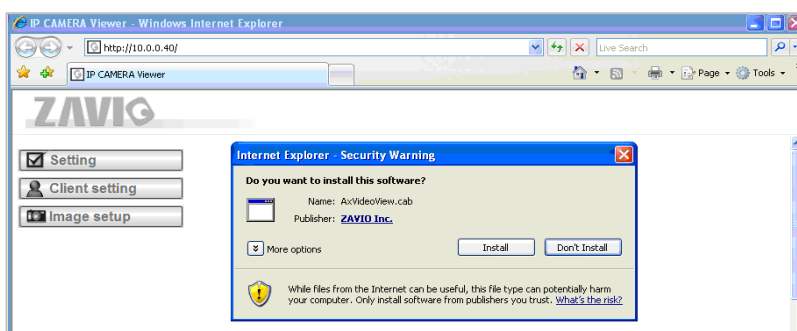 IP CAMERA Viewer - Windows Internet Explorer
http://10.0.0.40/
Live Search
IP CAMERA Viewer
Page
Tools
ZAVIO
Setting
Client setting
Image setup
Internet Explorer - Security Warning
Do you want to install this software?
Name: AxVideoView.cab
Publisher: ZAVIO Inc.
More options
Install
Don't Install
While files from the Internet can be useful, this file type can potentially harm
your computer. Only install software from publishers you trust. What's the risk?